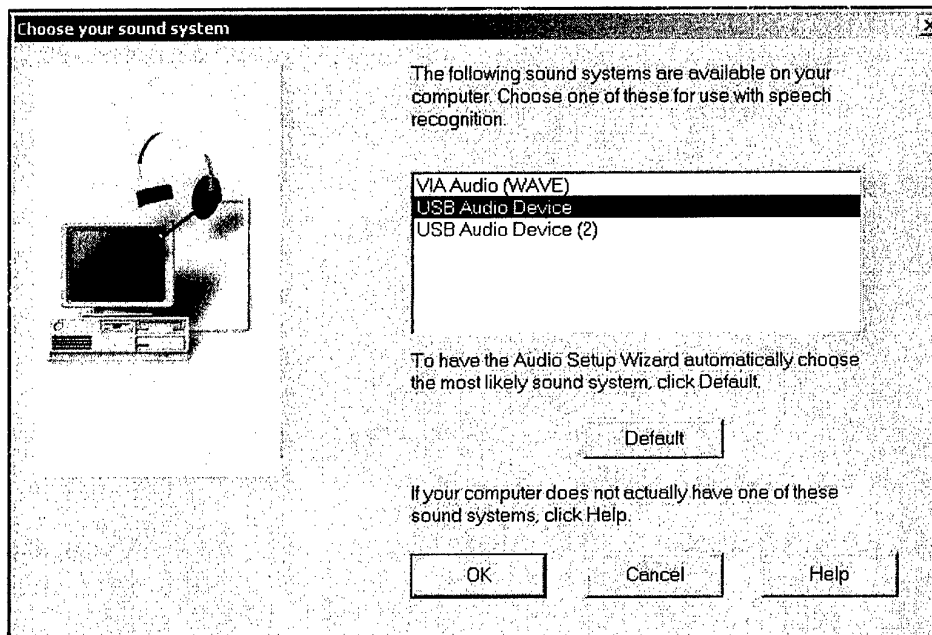 Choose your sound system
The following sound systems are available on your
computer. Choose one of these for use with speech
recognition.
VIA Audio (WAVE)
USB Audio Device
USB Audio Device (2)
To have the Audio Setup Wizard automatically choose
the most likely sound system, click Default.
Default
If your computer does not actually have one of these
sound systems, click Help.
OK
Cancel
Help